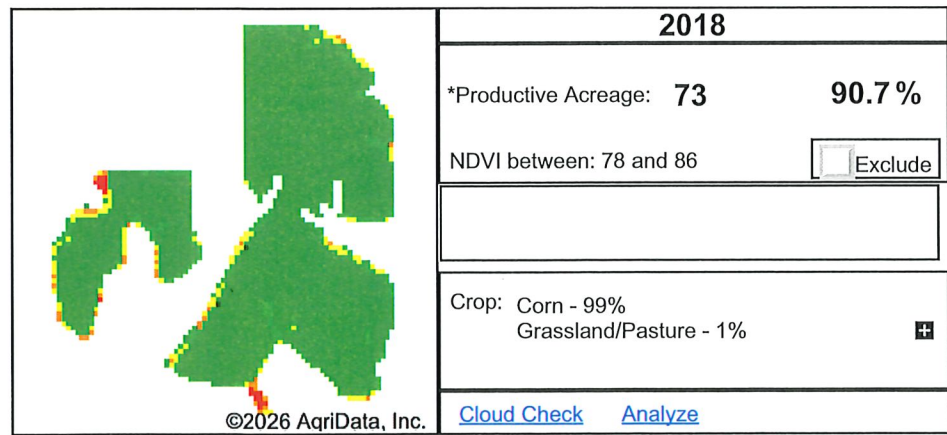 2018
*Productive Acreage: 73 90.7%
NDVI between: 78 and 86
Exclude
Crop: Corn - 99%
Grassland/Pasture - 1%
Cloud Check Analyze
©2026 AgriData, Inc.